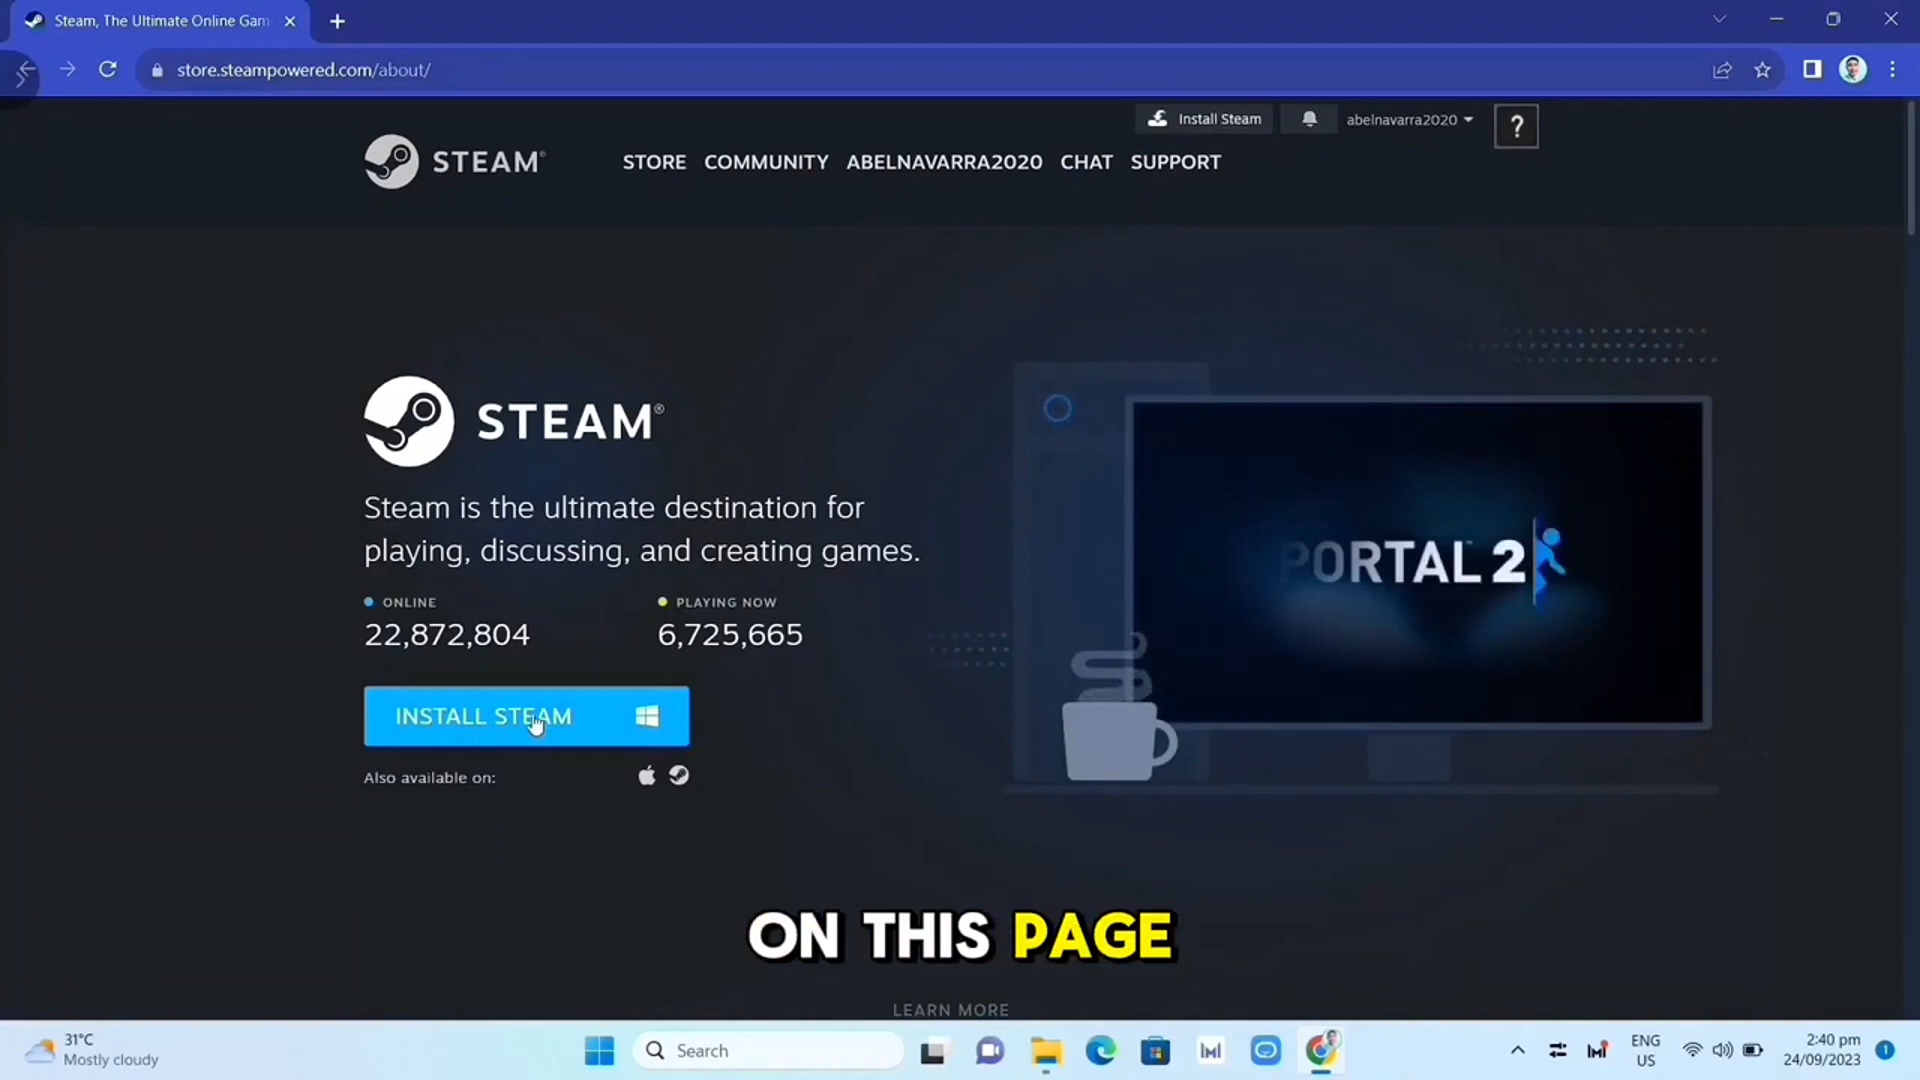 Steam, The Ultimate Online Gam
store.steampowered.com/about/
Install Steam
abelnavarra2020
?
STEAM®
STORE COMMUNITY ABELNAVARRA2020 CHAT SUPPORT
STEAM®
Steam is the ultimate destination for
playing, discussing, and creating games.
ONLINE
22,872,804
PLAYING NOW
6,725,665
INSTALL STEAM
Also available on:
PORTAL 2
ON THIS PAGE
LEARN MORE
31°C
Mostly cloudy
Search
ENG
US
2:40 pm
24/09/2023
1